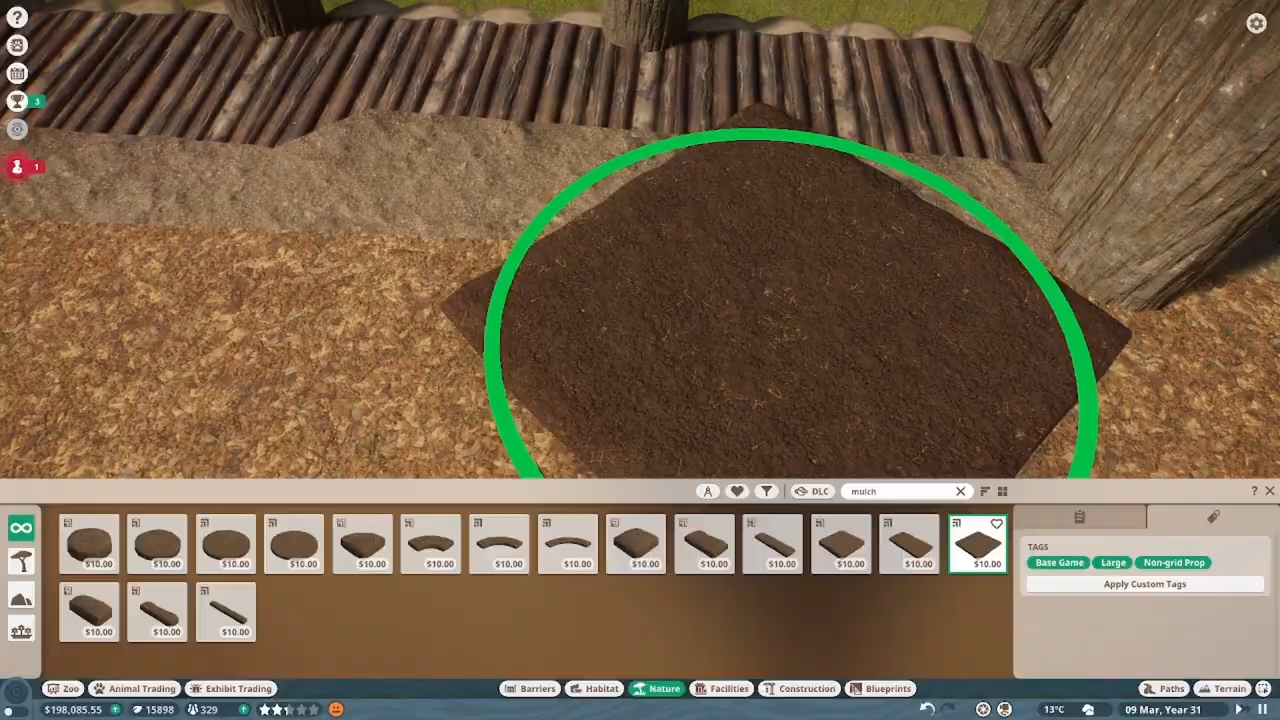 ?
3
1
DLC
mulch
?
$10.00 $10.00 $10.00 $10.00 $10.00 $10.00 $10.00 $10.00 $10.00 $10.00 $10.00 $10.00 $10.00 $10.00
$10.00 $10.00 $10.00
TAGS
Base Game Large Non-grid Prop
Apply Custom Tags
Zoo Animal Trading Exhibit Trading Barriers Habitat Nature Facilities Construction Blueprints Paths Terrain
$198,085.55 15898 329 13°C 09 Mar, Year 31